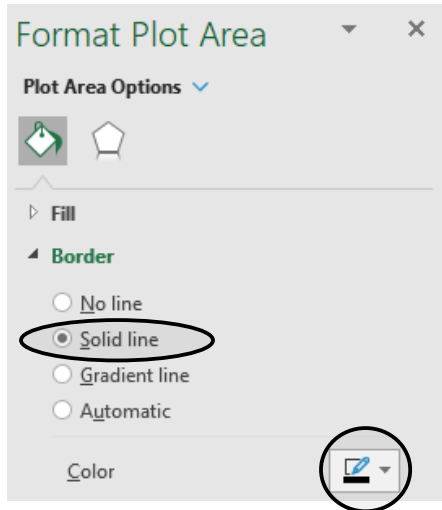 Format Plot Area
Plot Area Options
Fill
Border
No line
Solid line
Gradient line
Automatic
Color